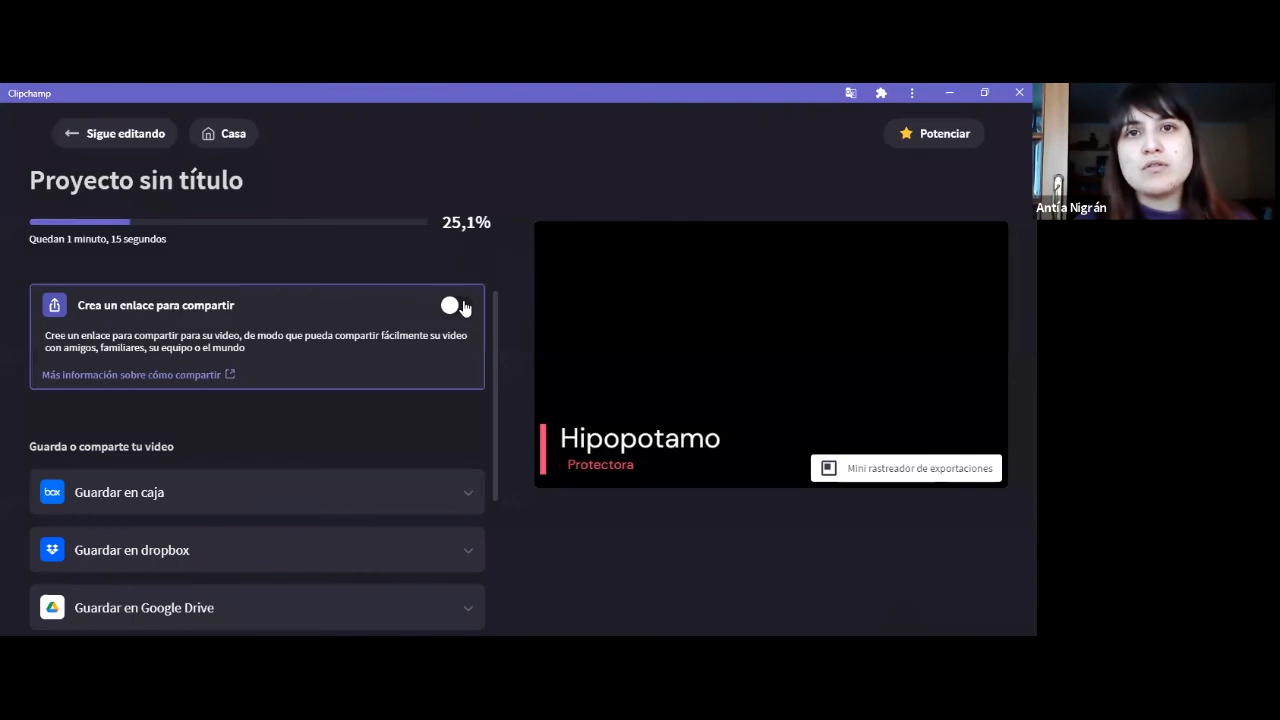 Clipchamp
Sigue editando
Casa
Potenciar
Proyecto sin título
25,1%
Quedan 1 minuto, 15 segundos
Crea un enlace para compartir
Cree un enlace para compartir para su video, de modo que pueda compartir fácilmente su video
con amigos, familiares, su equipo o el mundo
Más información sobre cómo compartir
Guarda o comparte tu video
box
Guardar en caja
Guardar en dropbox
Guardar en Google Drive
Hipopotamo
Protectora
Mini rastreador de exportaciones
Antía Nigrán